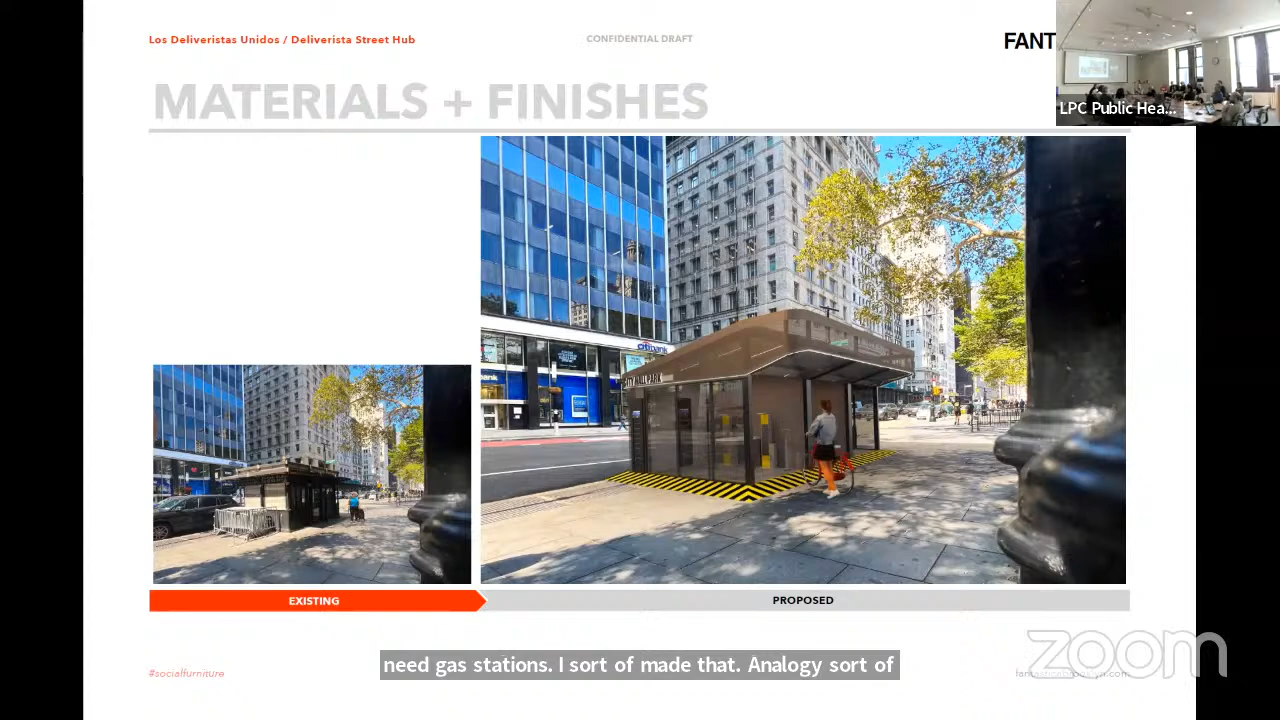 Los Deliveristas Unidos / Deliverista Street Hub
CONFIDENTIAL DRAFT
FANT
LPC Public Hea...
MATERIALS + FINISHES
citibank
CITY HALL PARK
EXISTING
PROPOSED
need gas stations. I sort of made that. Analogy sort of
#socialfurniture
zoom